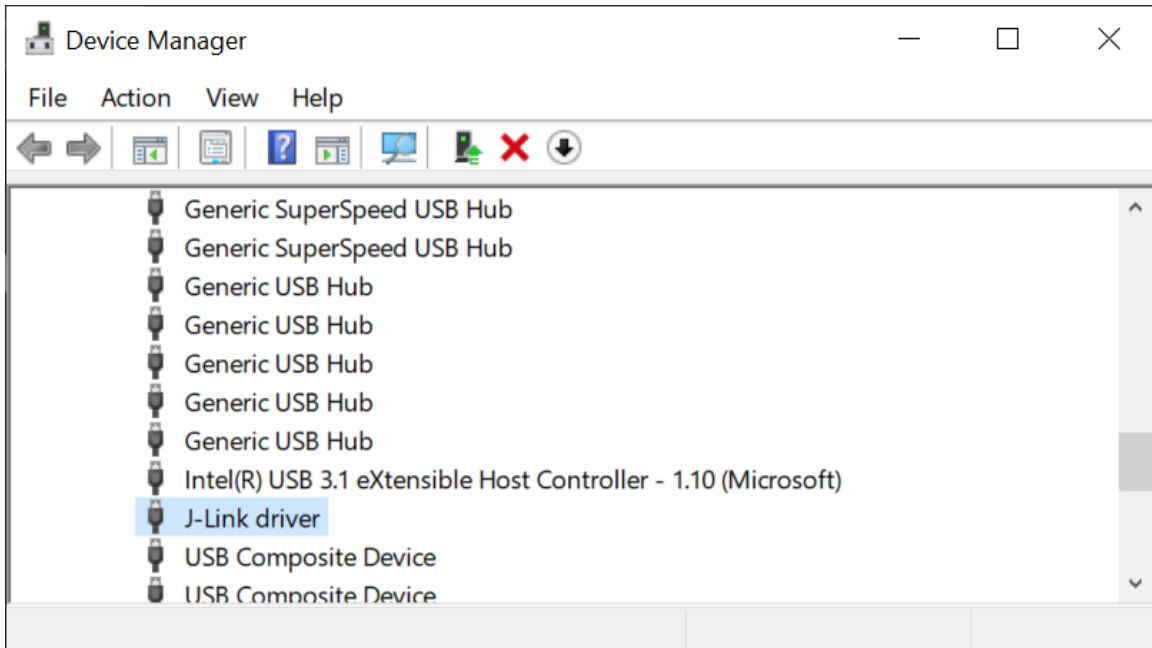 Device Manager
File Action View Help
Generic SuperSpeed USB Hub
Generic SuperSpeed USB Hub
Generic USB Hub
Generic USB Hub
Generic USB Hub
Generic USB Hub
Generic USB Hub
Intel(R) USB 3.1 eXtensible Host Controller - 1.10 (Microsoft)
J-Link driver
USB Composite Device
USB Composite Device